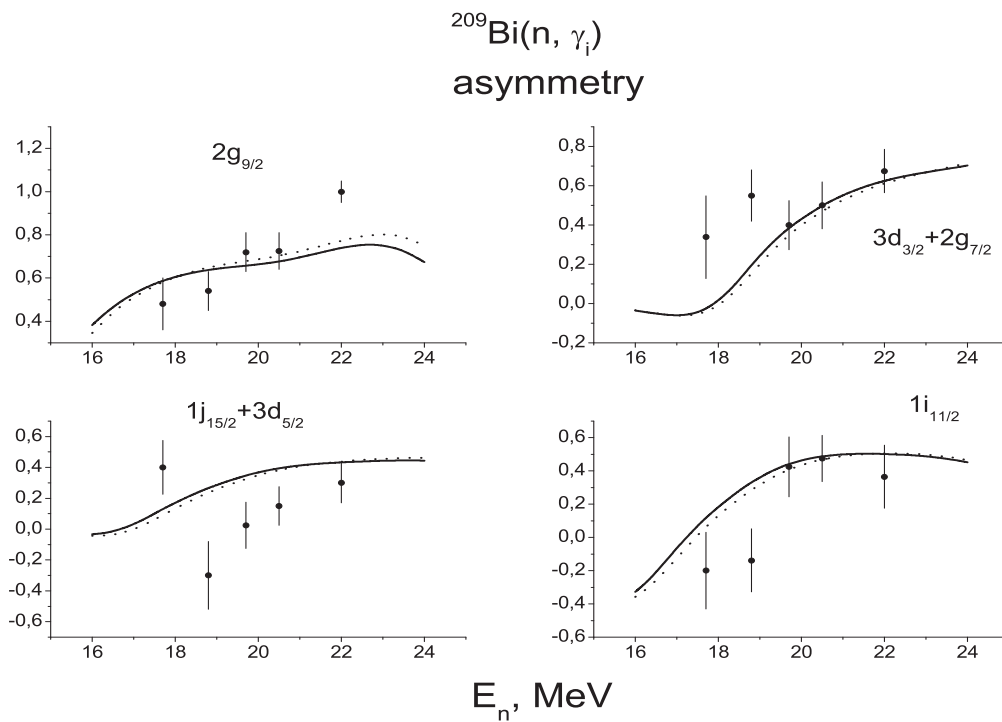 ²⁰⁹Bi(n, γᵢ)
asymmetry
2g₉/₂
1,2
1,0
0,8
0,6
0,4
16 18 20 22 24
3d₃/₂+2g₇/₂
0,8
0,6
0,4
0,2
0,0
-0,2
16 18 20 22 24
1j₁₅/₂+3d₅/₂
0,6
0,4
0,2
0,0
-0,2
-0,4
-0,6
16 18 20 22 24
1i₁₁/₂
0,6
0,4
0,2
0,0
-0,2
-0,4
-0,6
16 18 20 22 24
Eₙ, MeV